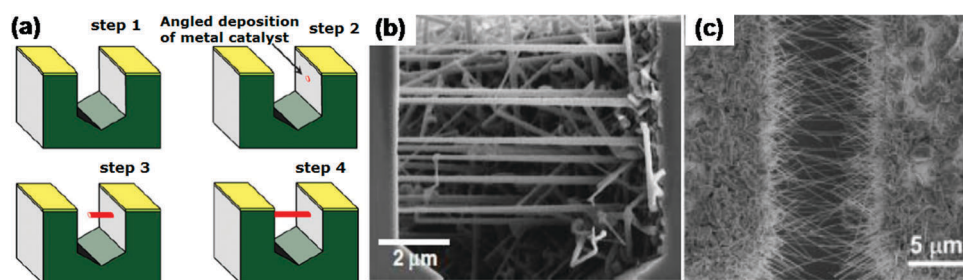 (a)
step 1
Angled deposition
of metal catalyst
step 2
step 3
step 4
(b)
2 μm
(c)
5 μm